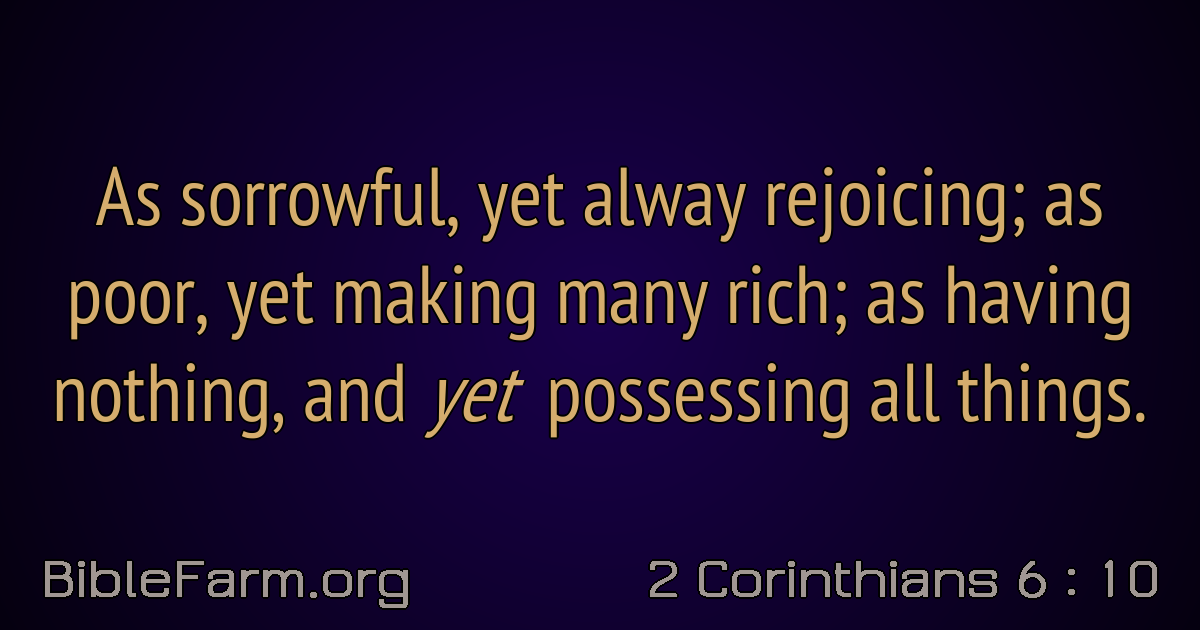 As sorrowful, yet alway rejoicing; as
poor, yet making many rich; as having
nothing, and yet possessing all things.
BibleFarm.org
2 Corinthians 6 : 10